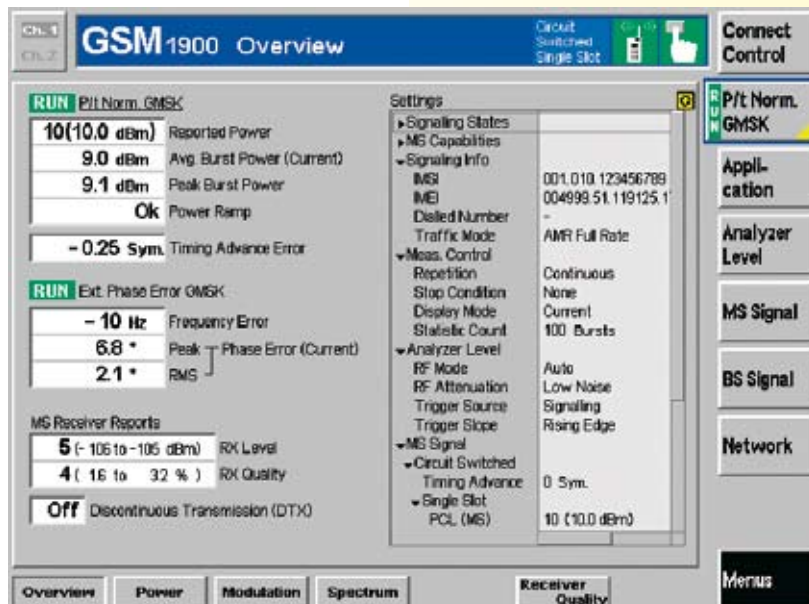 Ch. 1
Ch. 2
GSM 1900 Overview
Circuit
Switched
Single Slot
Connect
Control
RUN P/t Norm. GMSK
10(10.0 dBm) Reported Power
9.0 dBm Avg. Burst Power (Current)
9.1 dBm Peak Burst Power
Ok Power Ramp
- 0.25 Sym. Timing Advance Error
RUN Ext. Phase Error GMSK
- 10 Hz Frequency Error
6.8 ° Peak Phase Error (Current)
2.1 ° RMS
MS Receiver Reports
5 (- 106 to -105 dBm) RX Level
4 ( 1.6 to 3.2 % ) RX Quality
Off Discontinuous Transmission (DTX)
Settings
Signaling States
MS Capabilities
Signaling Info
IMSI 001.010.123456789
IMEI 004999.51.119125.1
Dialled Number -
Traffic Mode AMR Full Rate
Meas. Control
Repetition Continuous
Stop Condition None
Display Mode Current
Statistic Count 100 Bursts
Analyzer Level
RF Mode Auto
RF Attenuation Low Noise
Trigger Source Signalling
Trigger Slope Rising Edge
MS Signal
Circuit Switched
Timing Advance 0 Sym.
Single Slot
PCL (MS) 10 (10.0 dBm)
RUN
P/t Norm.
GMSK
Appli-
cation
Analyzer
Level
MS Signal
BS Signal
Network
Menus
Overview
Power
Modulation
Spectrum
Receiver
Quality